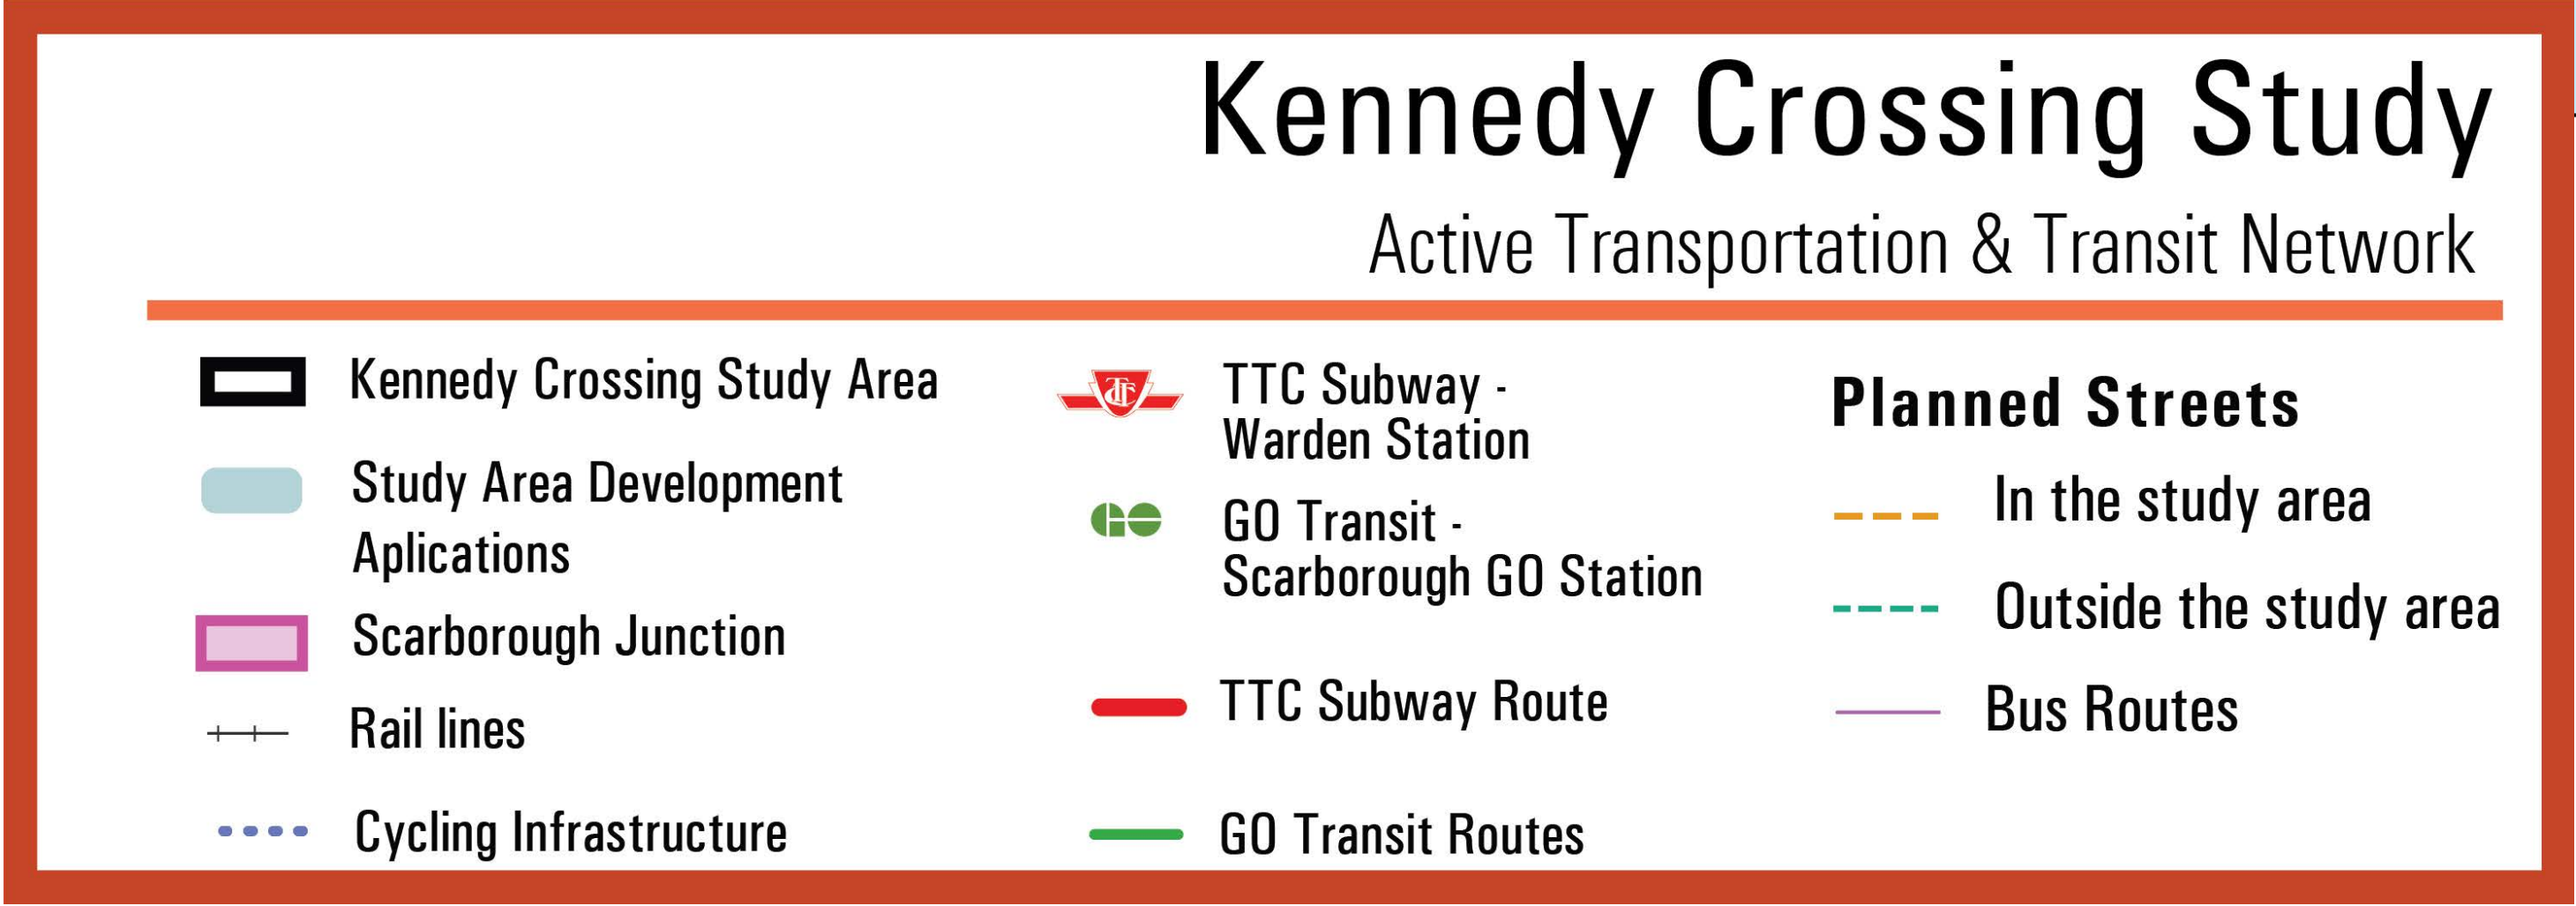 Kennedy Crossing Study
Active Transportation & Transit Network
Kennedy Crossing Study Area
Study Area Development
Aplications
Scarborough Junction
Rail lines
Cycling Infrastructure
TTC
TTC Subway -
Warden Station
GO
GO Transit -
Scarborough GO Station
TTC Subway Route
GO Transit Routes
Planned Streets
In the study area
Outside the study area
Bus Routes